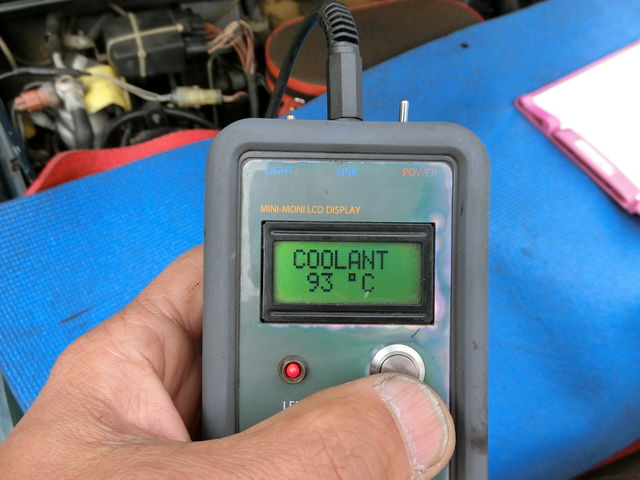 LIGHT LINK POWER
MINI-MONI LCD DISPLAY
COOLANT
93 °C